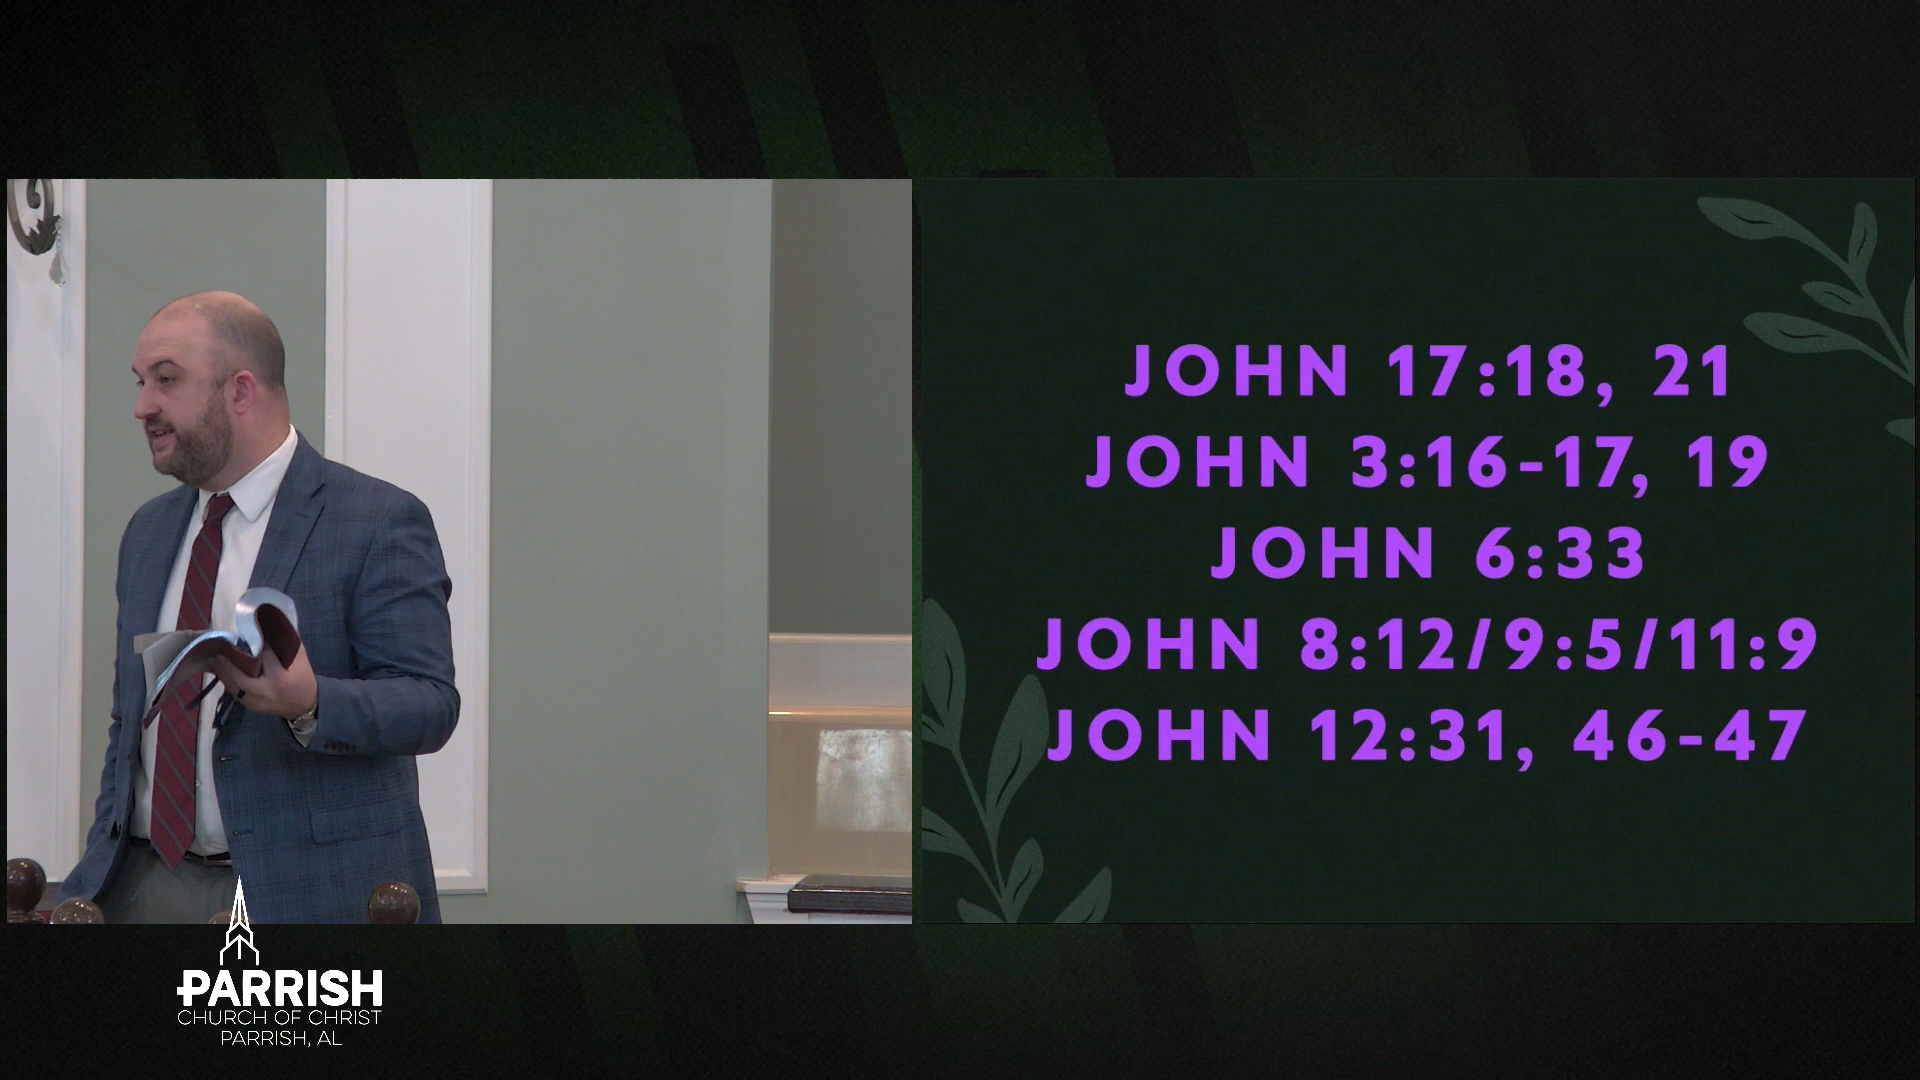 JOHN 17:18, 21
JOHN 3:16-17, 19
JOHN 6:33
JOHN 8:12/9:5/11:9
JOHN 12:31, 46-47
PARRISH
CHURCH OF CHRIST
PARRISH, AL